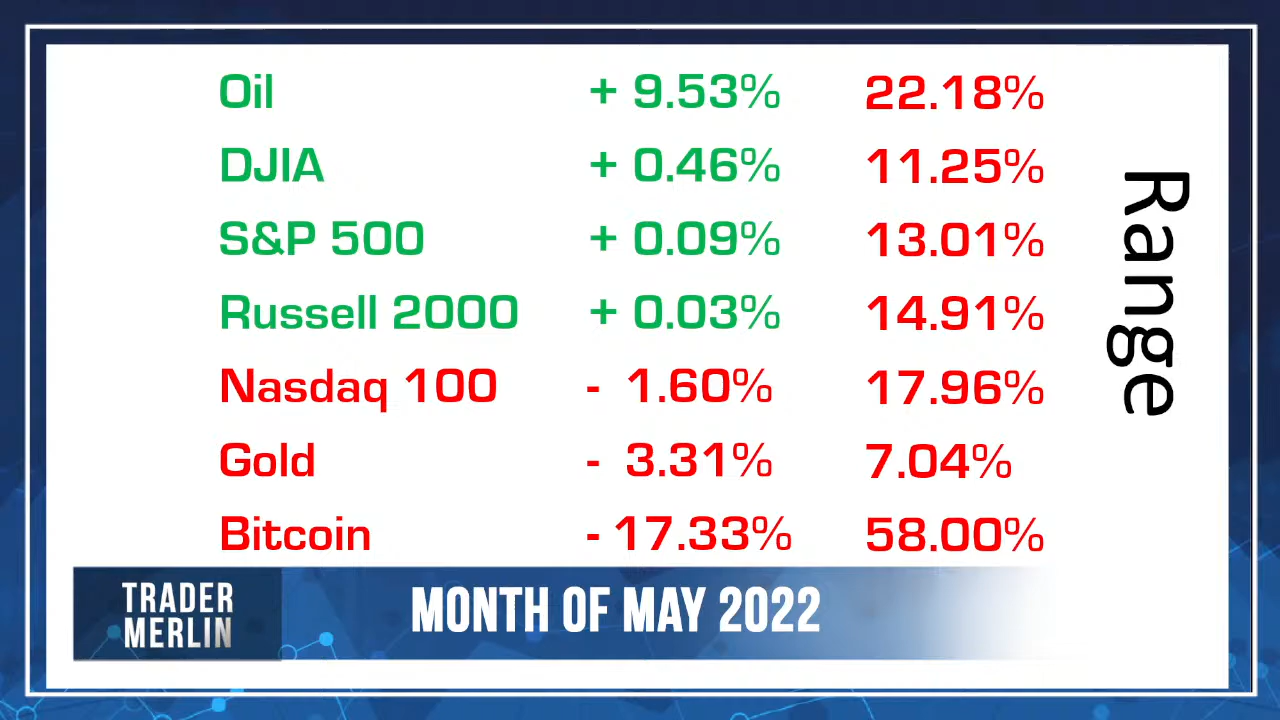 Oil + 9.53% 22.18%
DJIA + 0.46% 11.25%
S&P 500 + 0.09% 13.01%
Russell 2000 + 0.03% 14.91%
Nasdaq 100 - 1.60% 17.96%
Gold - 3.31% 7.04%
Bitcoin - 17.33% 58.00%
Range
TRADER
MERLIN
MONTH OF MAY 2022